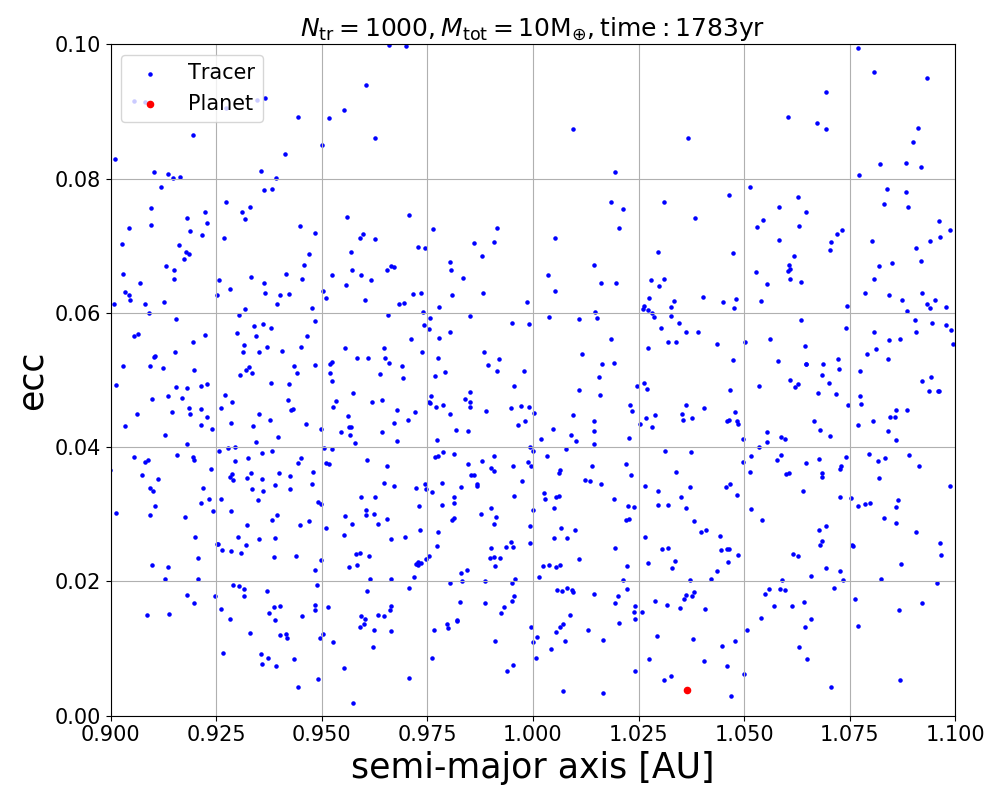 N_tr = 1000, M_tot = 10M_⊕, time : 1783yr
0.10
Tracer
Planet
0.08
0.06
ecc
0.04
0.02
0.00
0.900 0.925 0.950 0.975 1.000 1.025 1.050 1.075 1.100
semi-major axis [AU]